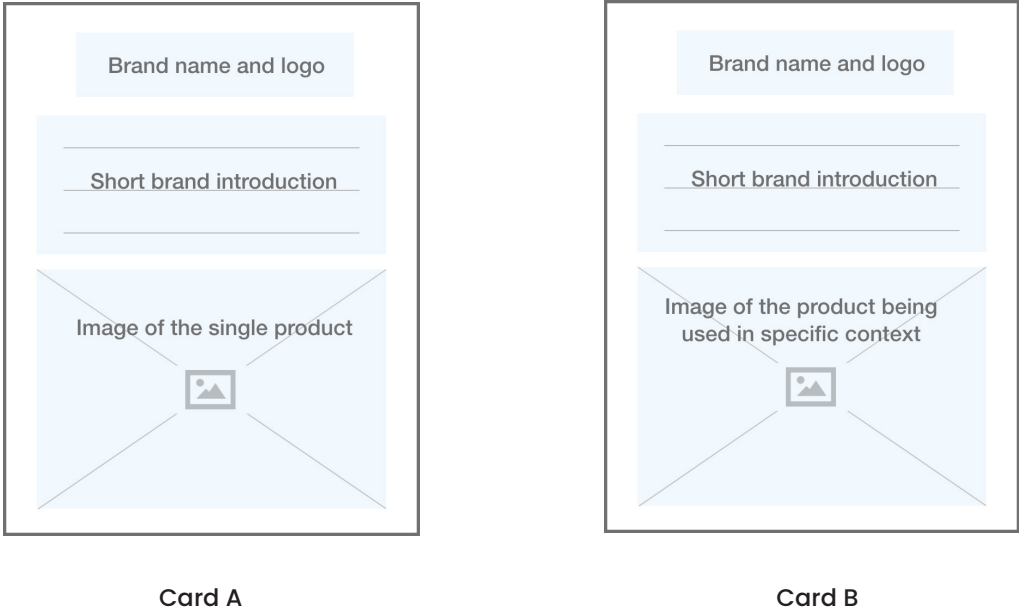 Brand name and logo
Short brand introduction
Image of the single product
Card A
Brand name and logo
Short brand introduction
Image of the product being
used in specific context
Card B